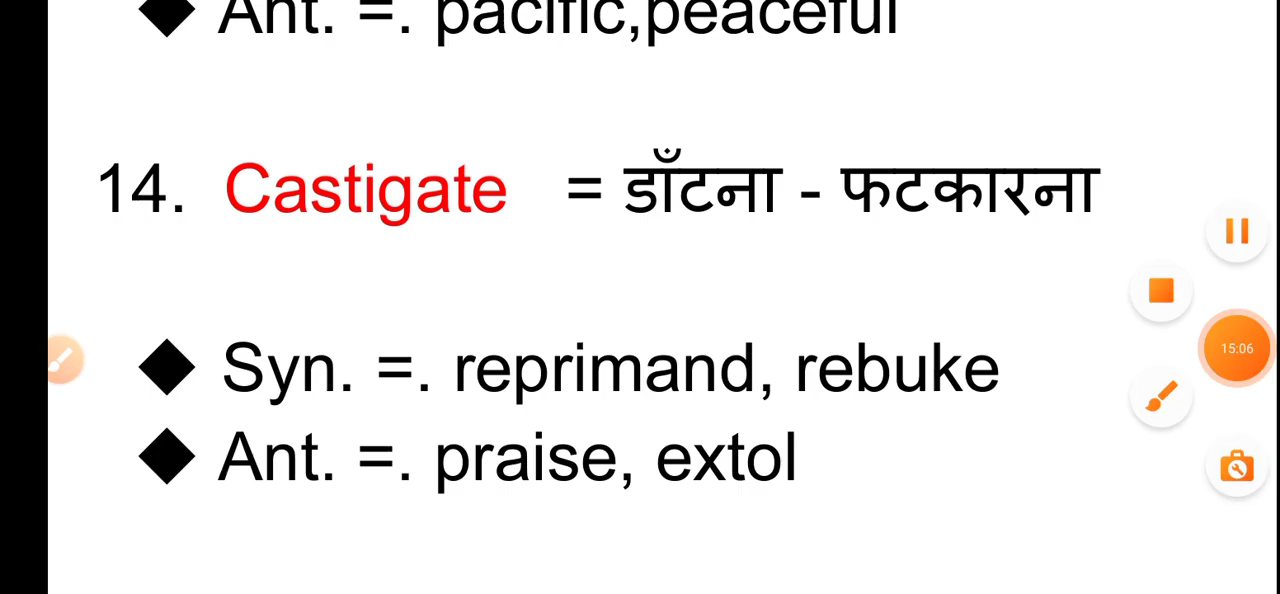 ◆ Ant. =. pacific,peaceful
14. Castigate = डाँटना - फटकारना
◆ Syn. =. reprimand, rebuke
◆ Ant. =. praise, extol
15:06